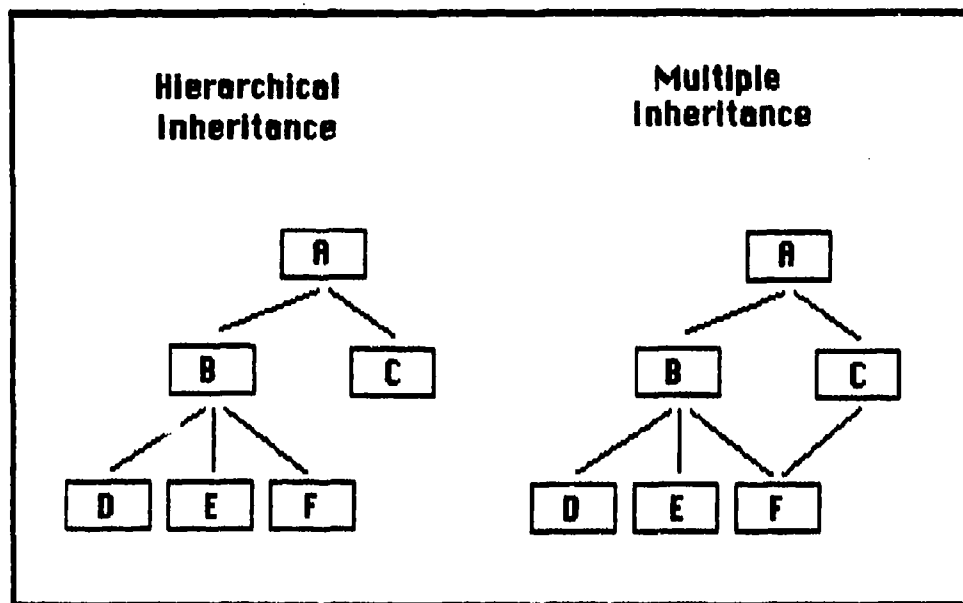 Hierarchical
Inheritance
A
B
C
D E F
Multiple
Inheritance
A
B
C
D E F